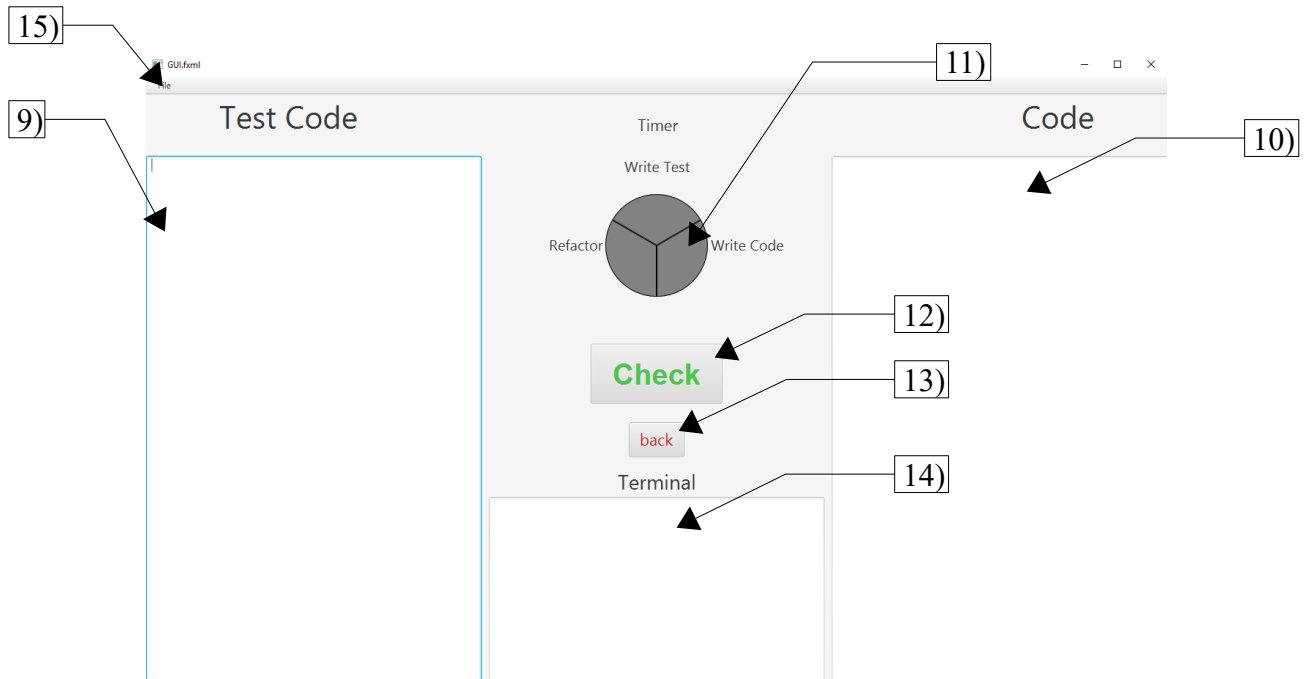 15)
GUI.fxml
11)
File
9)
Test Code
Timer
Code
10)
Write Test
Refactor
Write Code
12)
Check
13)
back
14)
Terminal